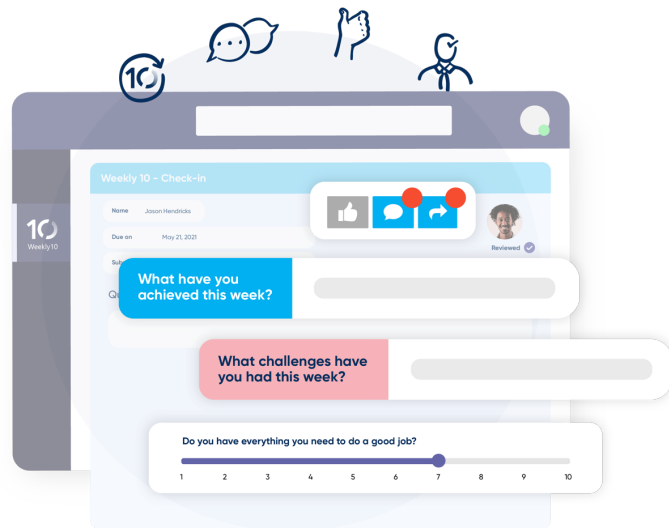 10
Weekly 10 - Check-in
Name Jason Hendricks
Due on May 21, 2021
10
Weekly10
Reviewed
What have you
achieved this week?
What challenges have
you had this week?
Do you have everything you need to do a good job?
1 2 3 4 5 6 7 8 9 10